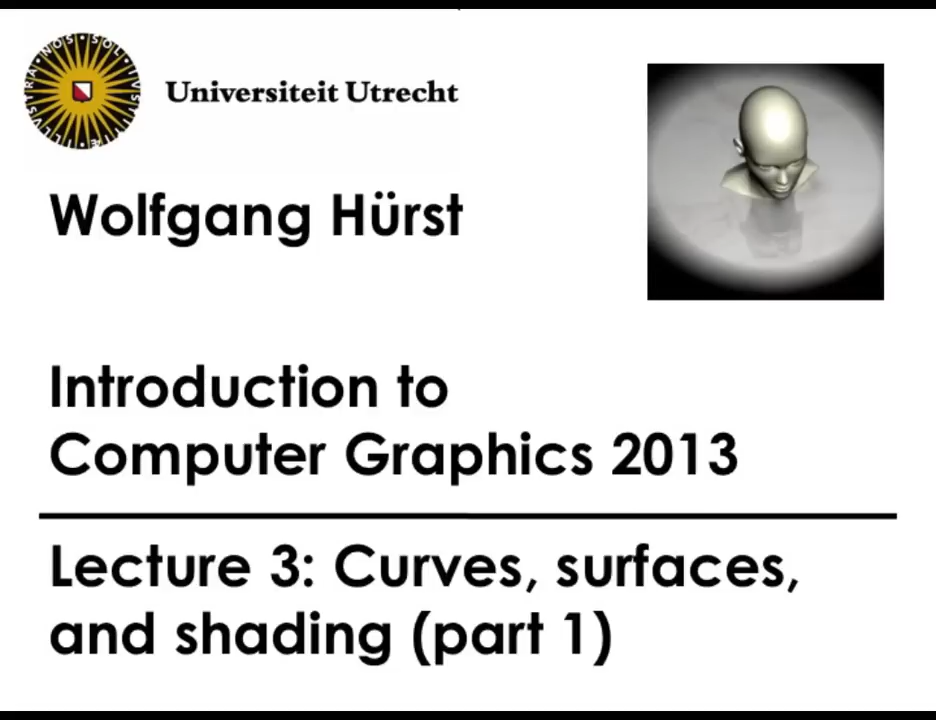 Universiteit Utrecht
Wolfgang Hürst
Introduction to
Computer Graphics 2013
Lecture 3: Curves, surfaces,
and shading (part 1)